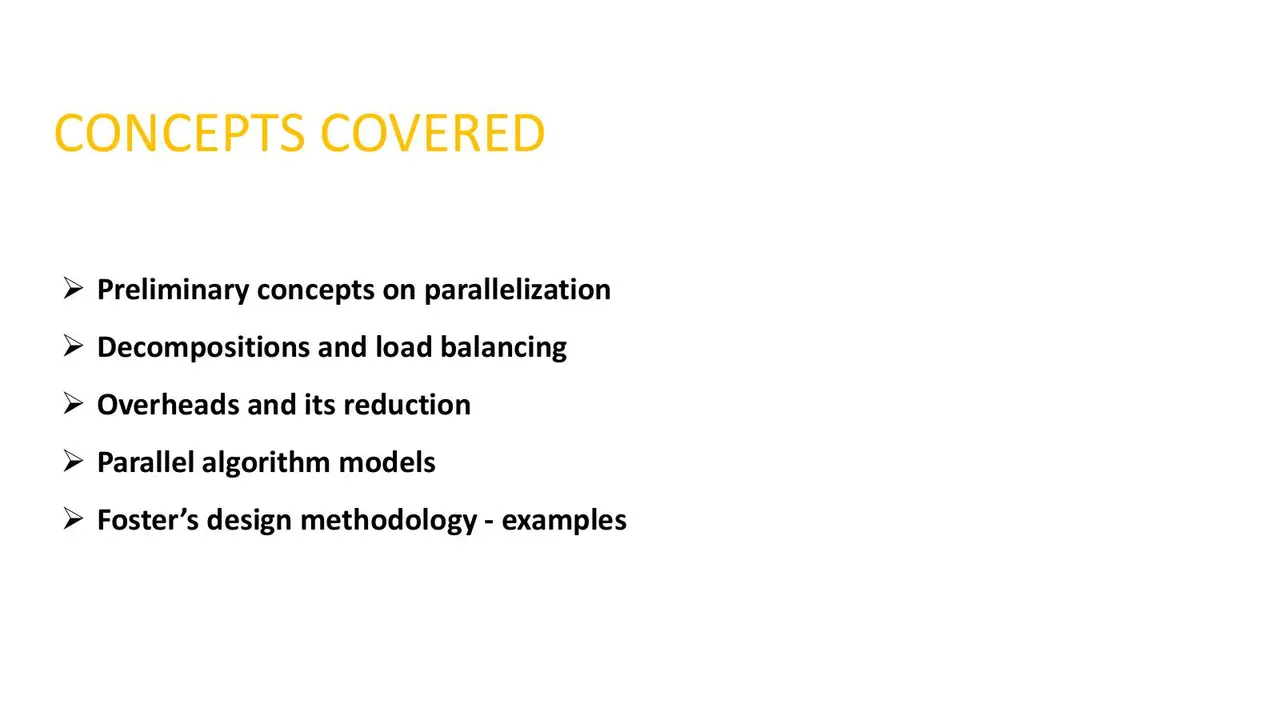 CONCEPTS COVERED
➢ Preliminary concepts on parallelization
➢ Decompositions and load balancing
➢ Overheads and its reduction
➢ Parallel algorithm models
➢ Foster’s design methodology - examples